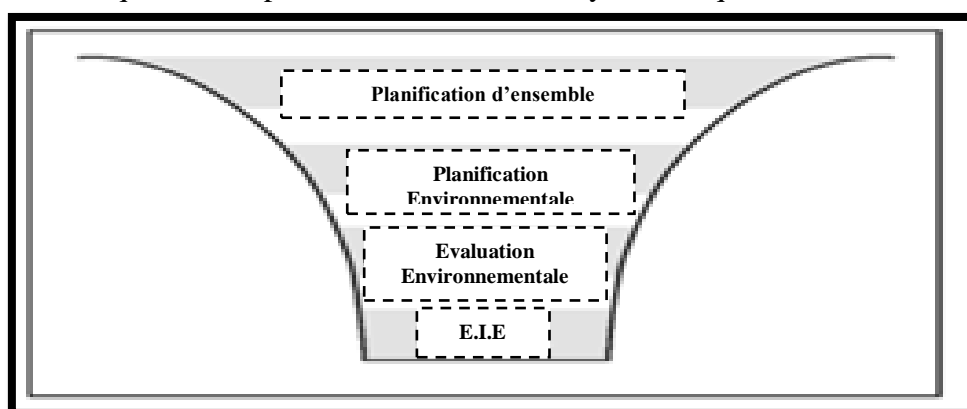 Planification d'ensemble
Planification
Environnementale
Evaluation
Environnementale
E.I.E